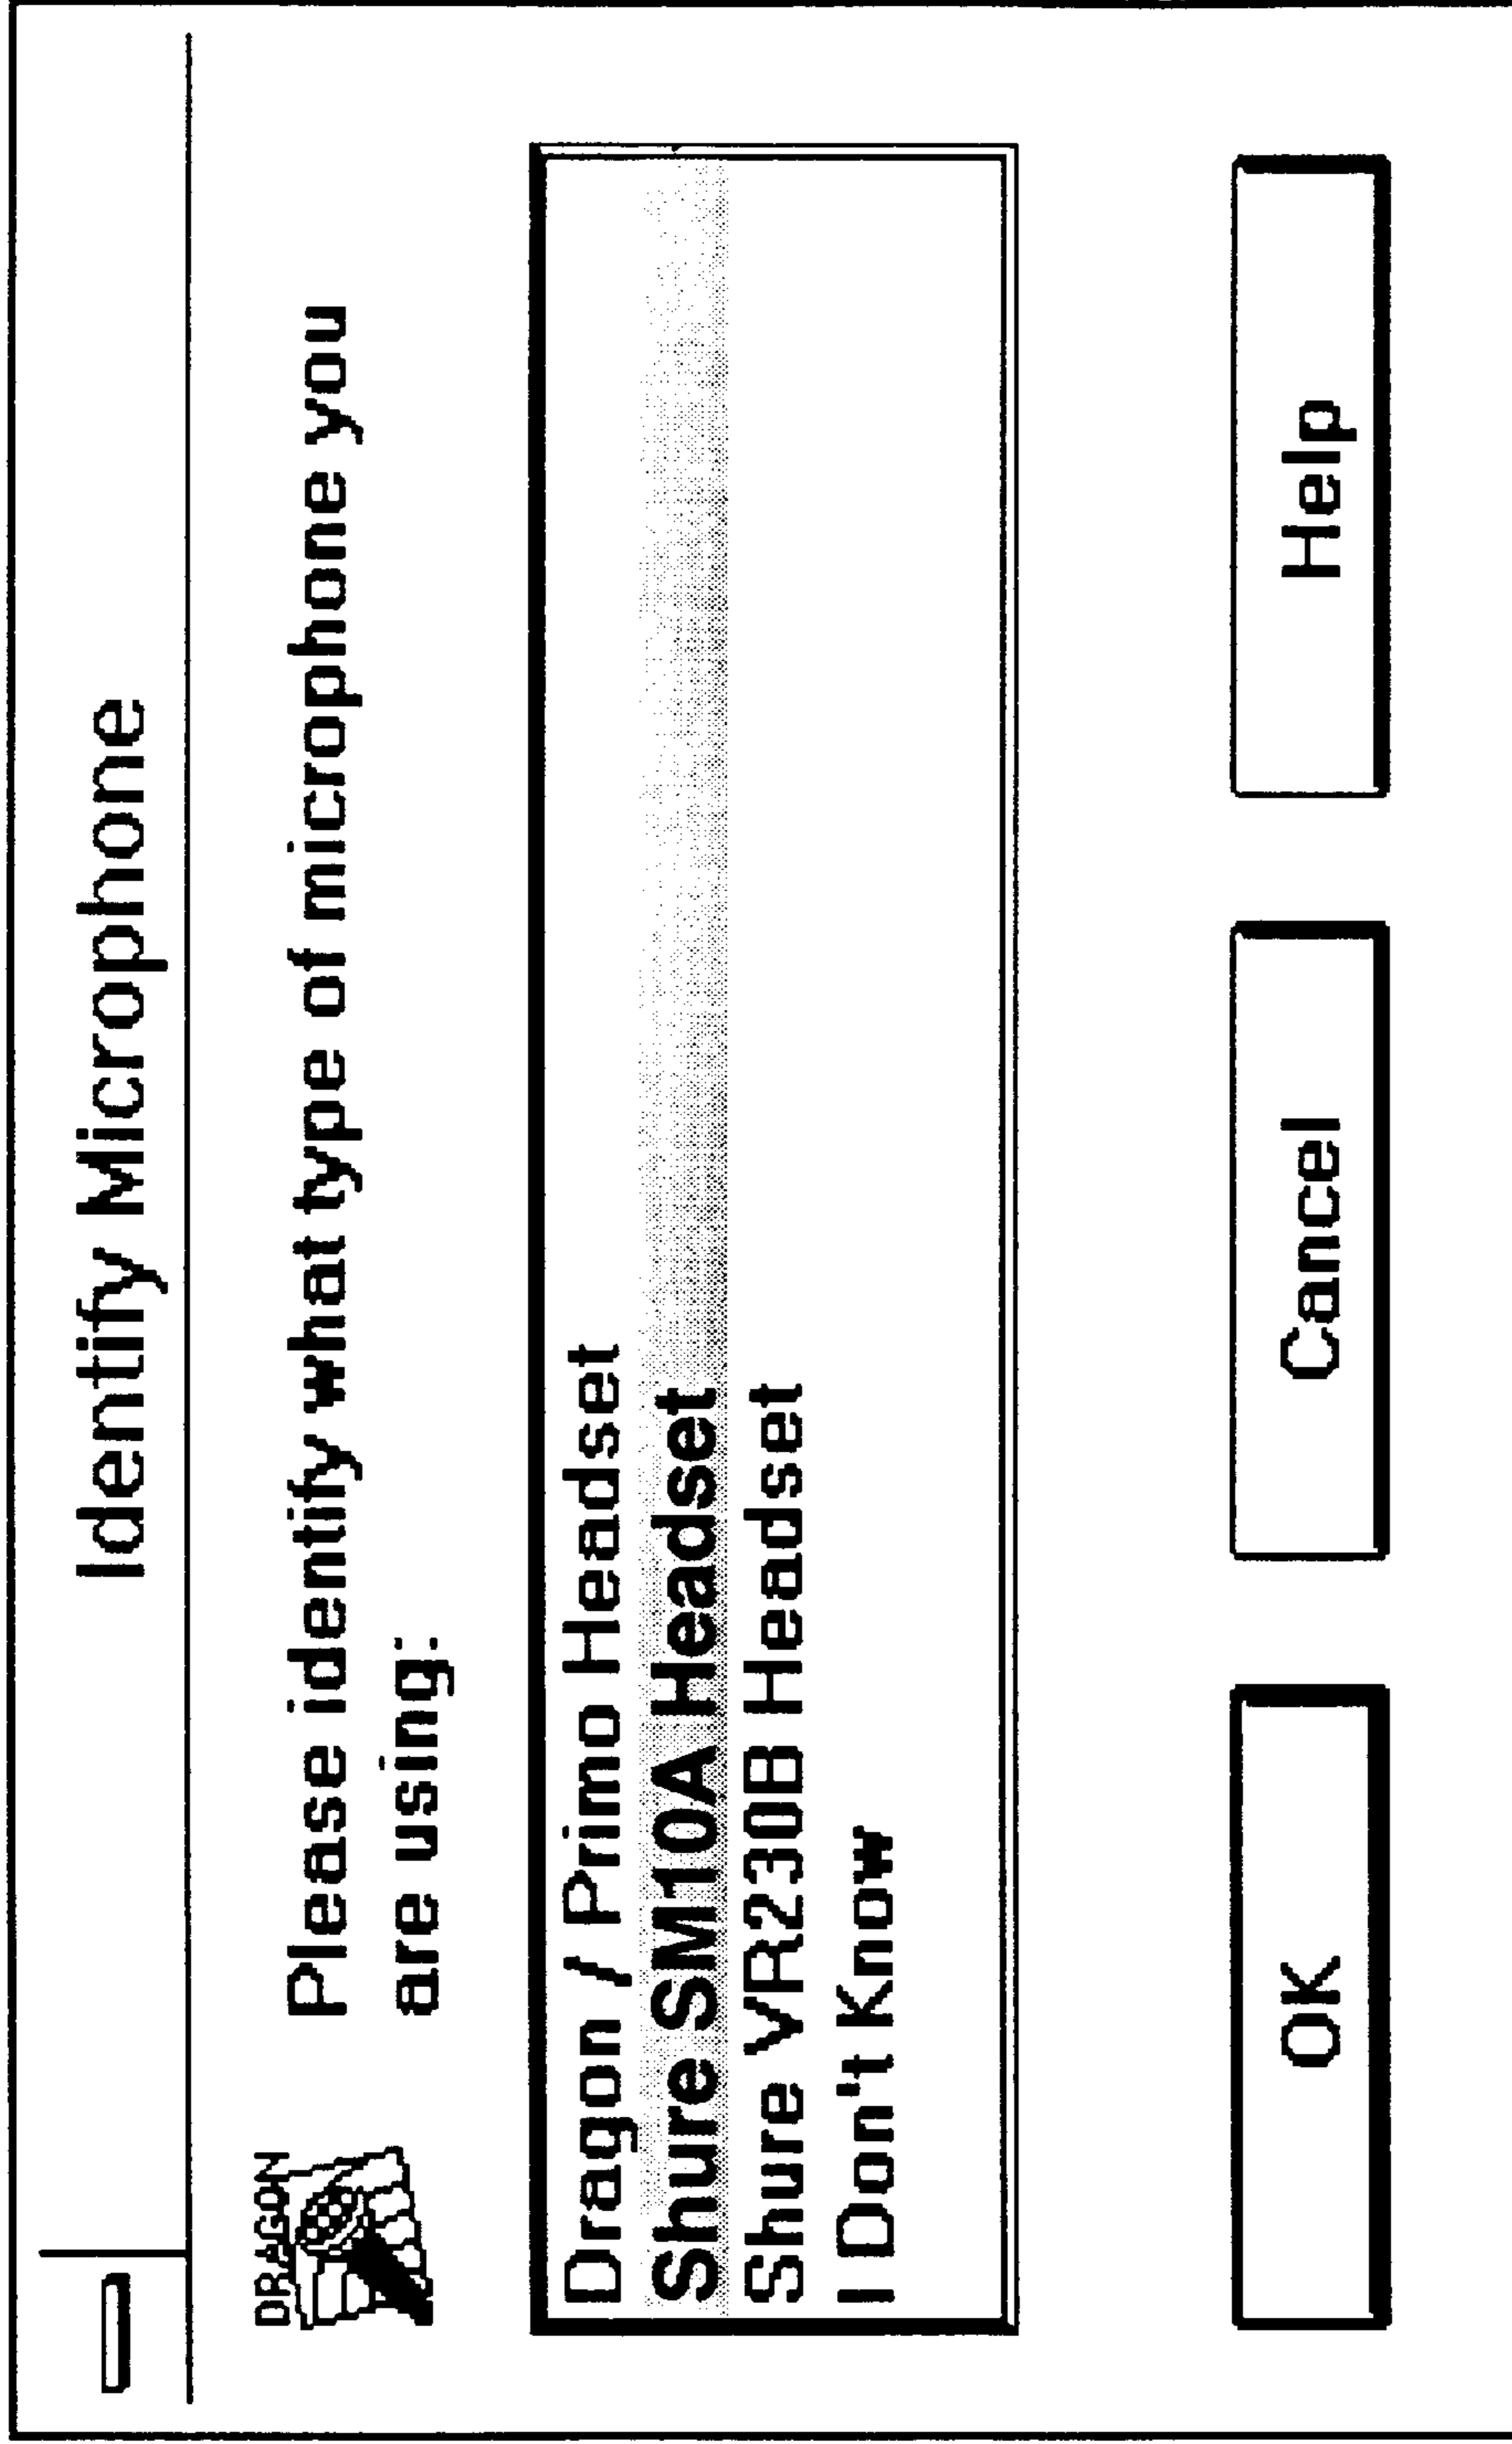 Identify Microphone
DRAGON
Please identify what type of microphone you
are using:
Dragon / Primo Headset
Shure SM10A Headset
Shure VR230B Headset
I Don't Know
OK
Cancel
Help